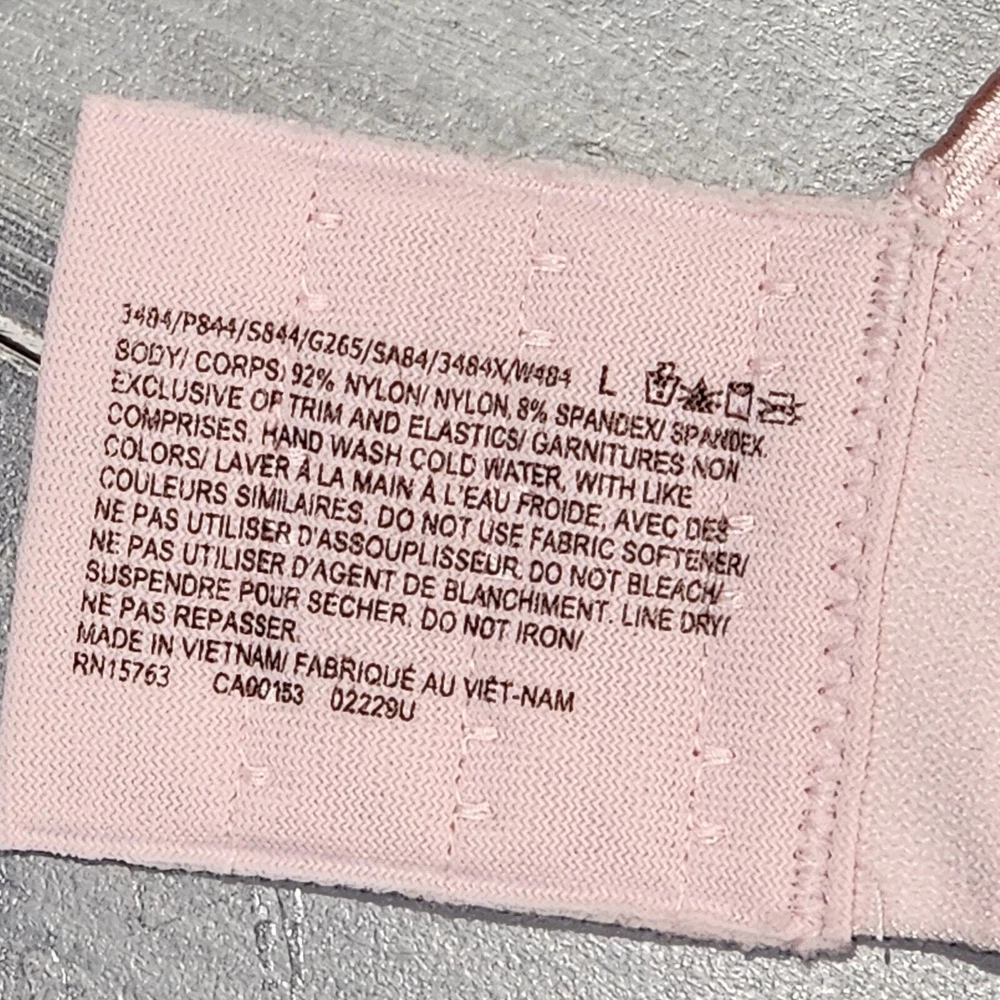 3484/P844/S844/G265/SA84/3484X/W484 L
BODY/ CORPS: 92% NYLON/ NYLON, 8% SPANDEX/ SPANDEX.
EXCLUSIVE OF TRIM AND ELASTICS/ GARNITURES NON
COMPRISES. HAND WASH COLD WATER, WITH LIKE
COLORS/ LAVER À LA MAIN À L'EAU FROIDE, AVEC DES
COULEURS SIMILAIRES. DO NOT USE FABRIC SOFTENER/
NE PAS UTILISER D'ASSOUPLISSEUR. DO NOT BLEACH/
NE PAS UTILISER D'AGENT DE BLANCHIMENT. LINE DRY/
SUSPENDRE POUR SECHER. DO NOT IRON/
NE PAS REPASSER.
MADE IN VIETNAM/ FABRIQUÉ AU VIÊT-NAM
RN15763 CA00153 02229U